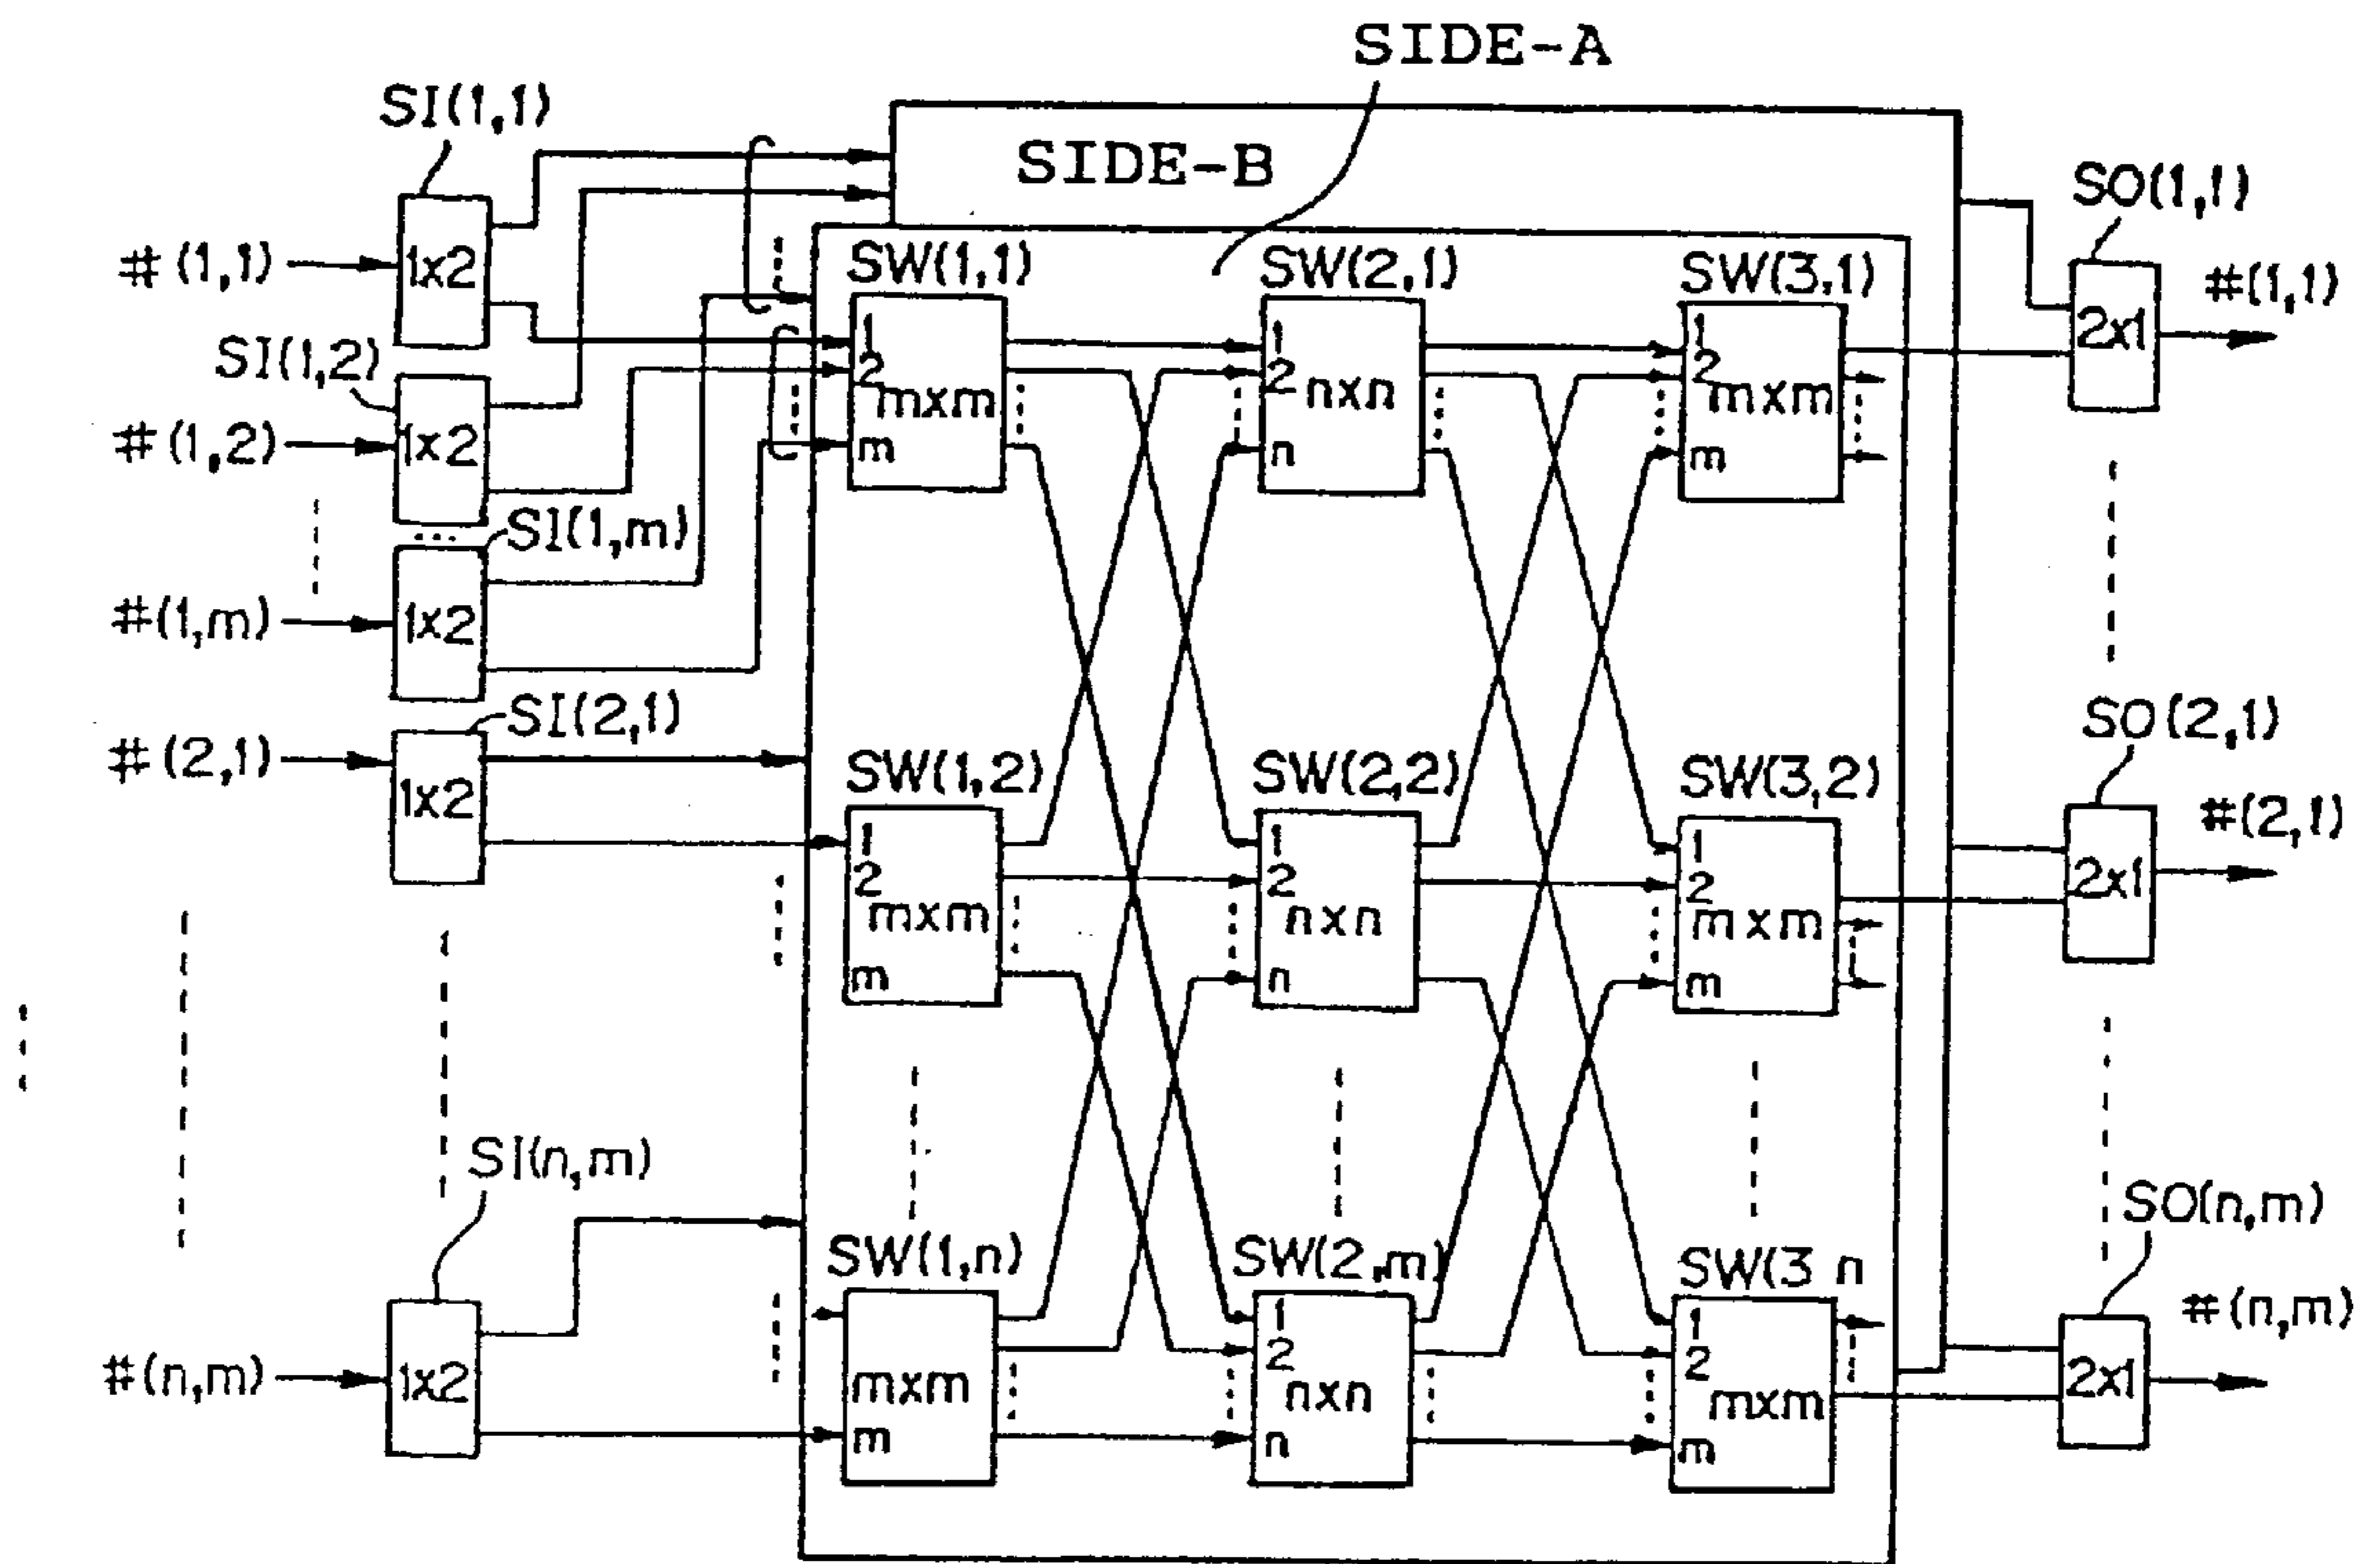 SIDE-A
SI(1,1)
SIDE-B
SO(1,1)
#(1,1)
1x2
SW(1,1)
SW(2,1)
SW(3,1)
#(1,1)
2x1
SI(1,2)
1
2
mxm
m
1
2
nxn
n
1
2
mxm
m
#(1,2)
1x2
SI(1,m)
#(1,m)
1x2
SI(2,1)
SO(2,1)
#(2,1)
1x2
SW(1,2)
SW(2,2)
SW(3,2)
#(2,1)
2x1
1
2
mxm
m
1
2
nxn
n
1
2
mxm
m
SI(n,m)
SO(n,m)
SW(1,n)
SW(2,m)
SW(3 n
#(n,m)
#(n,m)
1x2
mxm
m
1
2
nxn
n
1
2
mxm
m
2x1